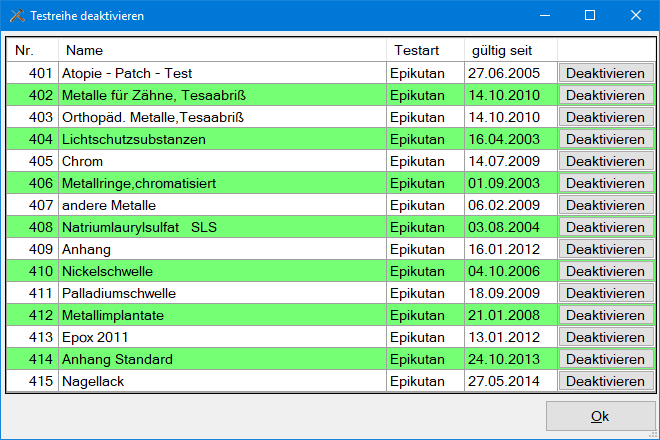 Testreihe deaktivieren
Nr. Name Testart gültig seit
401 Atopie - Patch - Test Epikutan 27.06.2005 Deaktivieren
402 Metalle für Zähne, Tesaabriß Epikutan 14.10.2010 Deaktivieren
403 Orthopäd. Metalle,Tesaabriß Epikutan 14.10.2010 Deaktivieren
404 Lichtschutzsubstanzen Epikutan 16.04.2003 Deaktivieren
405 Chrom Epikutan 14.07.2009 Deaktivieren
406 Metallringe,chromatisiert Epikutan 01.09.2003 Deaktivieren
407 andere Metalle Epikutan 06.02.2009 Deaktivieren
408 Natriumlaurylsulfat SLS Epikutan 03.08.2004 Deaktivieren
409 Anhang Epikutan 16.01.2012 Deaktivieren
410 Nickelschwelle Epikutan 04.10.2006 Deaktivieren
411 Palladiumschwelle Epikutan 18.09.2009 Deaktivieren
412 Metallimplantate Epikutan 21.01.2008 Deaktivieren
413 Epox 2011 Epikutan 13.01.2012 Deaktivieren
414 Anhang Standard Epikutan 24.10.2013 Deaktivieren
415 Nagellack Epikutan 27.05.2014 Deaktivieren
Ok